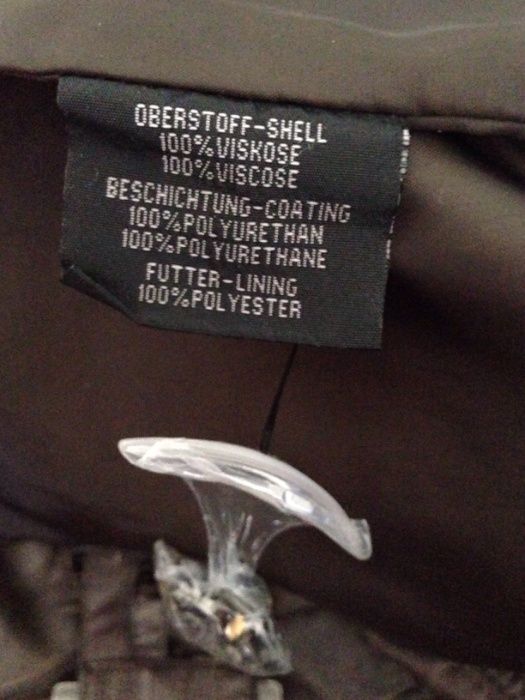 OBERSTOFF-SHELL
100%VISKOSE
100%VISCOSE
BESCHICHTUNG-COATING
100%POLYURETHAN
100%POLYURETHANE
FUTTER-LINING
100%POLYESTER